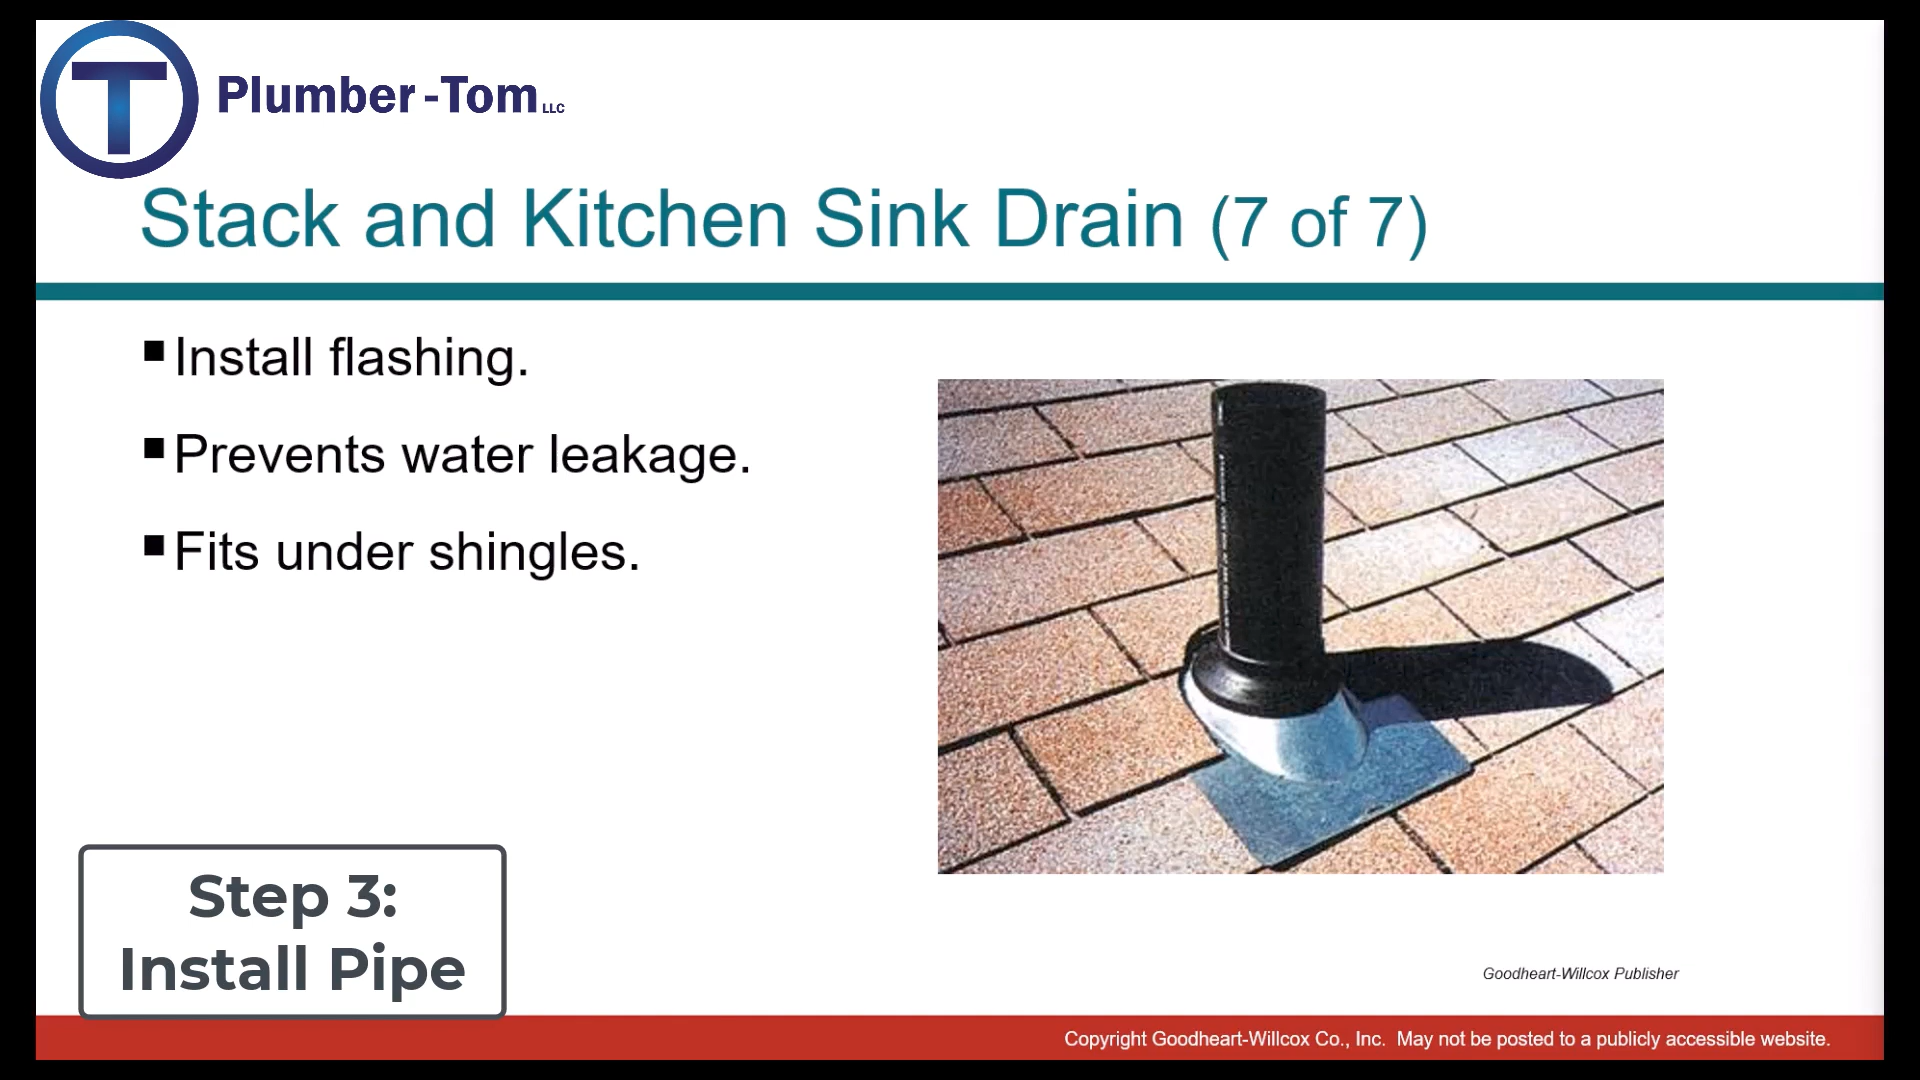 T
Plumber-Tom LLC
Stack and Kitchen Sink Drain (7 of 7)
Install flashing.
Prevents water leakage.
Fits under shingles.
Step 3:
Install Pipe
Goodheart-Willcox Publisher
Copyright Goodheart-Willcox Co., Inc. May not be posted to a publicly accessible website.